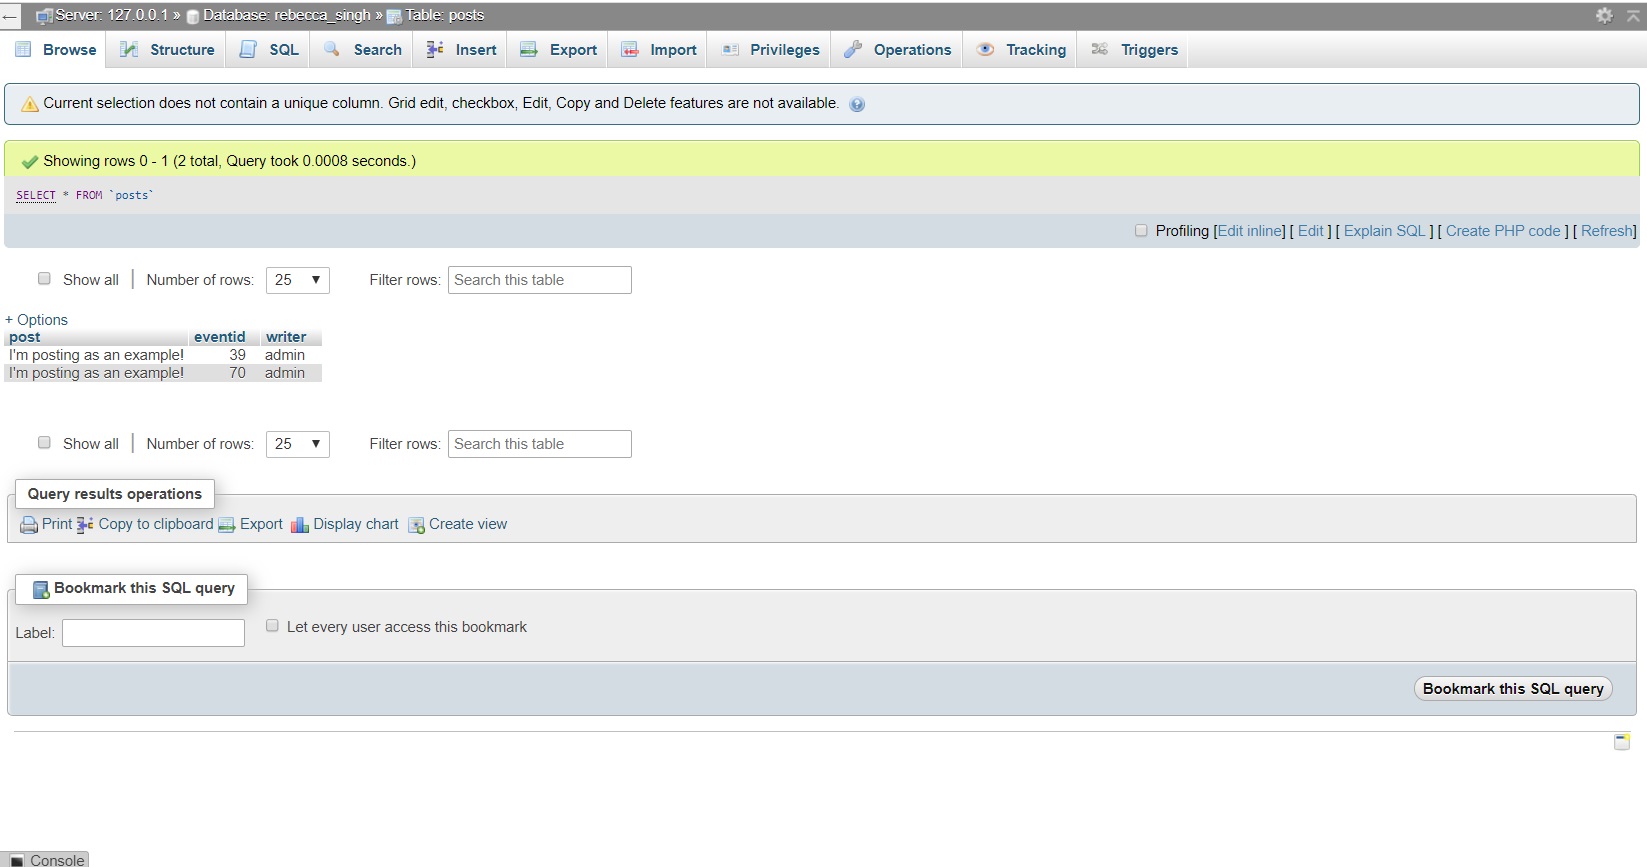 ← Server: 127.0.0.1 » Database: rebecca_singh » Table: posts
Browse Structure SQL Search Insert Export Import Privileges Operations Tracking Triggers
Current selection does not contain a unique column. Grid edit, checkbox, Edit, Copy and Delete features are not available.
Showing rows 0 - 1 (2 total, Query took 0.0008 seconds.)
SELECT * FROM `posts`
Profiling [Edit inline] [ Edit ] [ Explain SQL ] [ Create PHP code ] [ Refresh]
Show all | Number of rows: 25 ▼ Filter rows: Search this table
+ Options
post eventid writer
I'm posting as an example! 39 admin
I'm posting as an example! 70 admin
Show all | Number of rows: 25 ▼ Filter rows: Search this table
Query results operations
Print Copy to clipboard Export Display chart Create view
Bookmark this SQL query
Label: Let every user access this bookmark
Bookmark this SQL query
Console